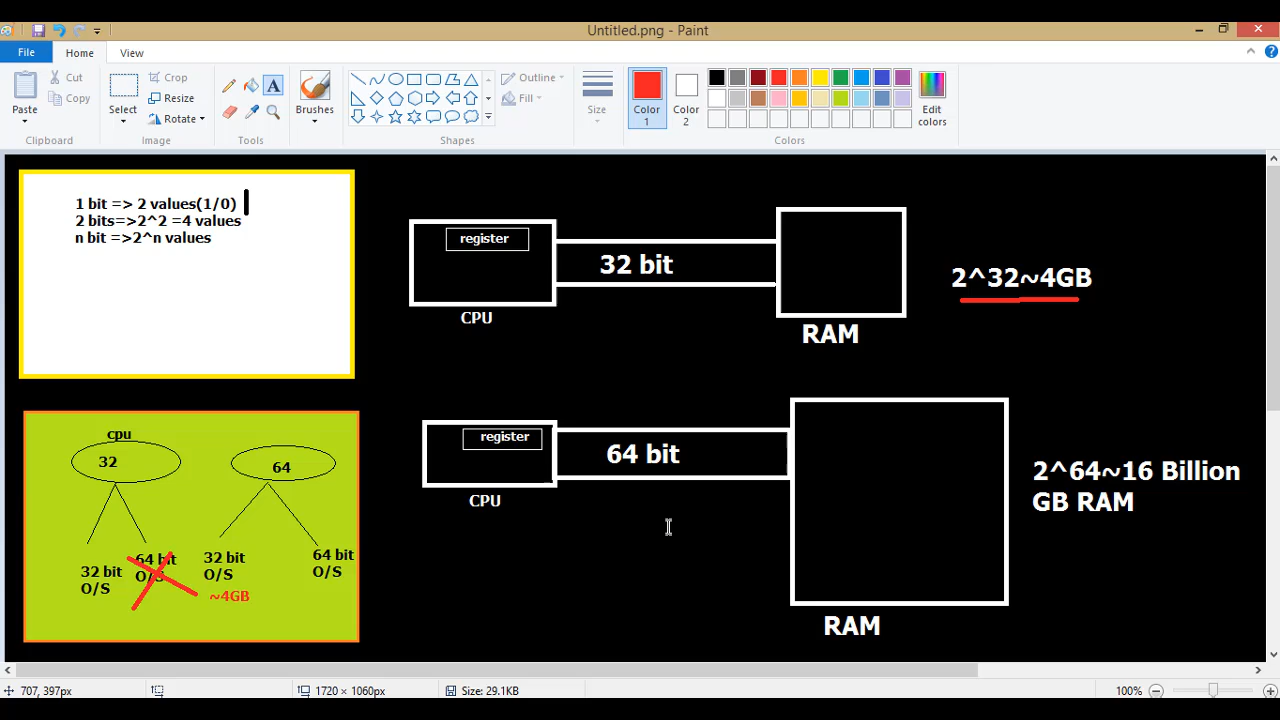 Untitled.png - Paint
File
Home
View
Paste
Cut
Copy
Clipboard
Select
Crop
Resize
Rotate
Image
A
Tools
Brushes
Shapes
Outline
Fill
Size
Color 1
Color 2
Edit colors
Colors
1 bit => 2 values(1/0)
2 bits=>2^2 =4 values
n bit =>2^n values
register
32 bit
CPU
RAM
2^32~4GB
register
64 bit
CPU
RAM
2^64~16 Billion
GB RAM
cpu
32
64
32 bit
O/S
64 bit
O/S
32 bit
O/S
~4GB
64 bit
O/S
707, 397px
1720 × 1060px
Size: 29.1KB
100%